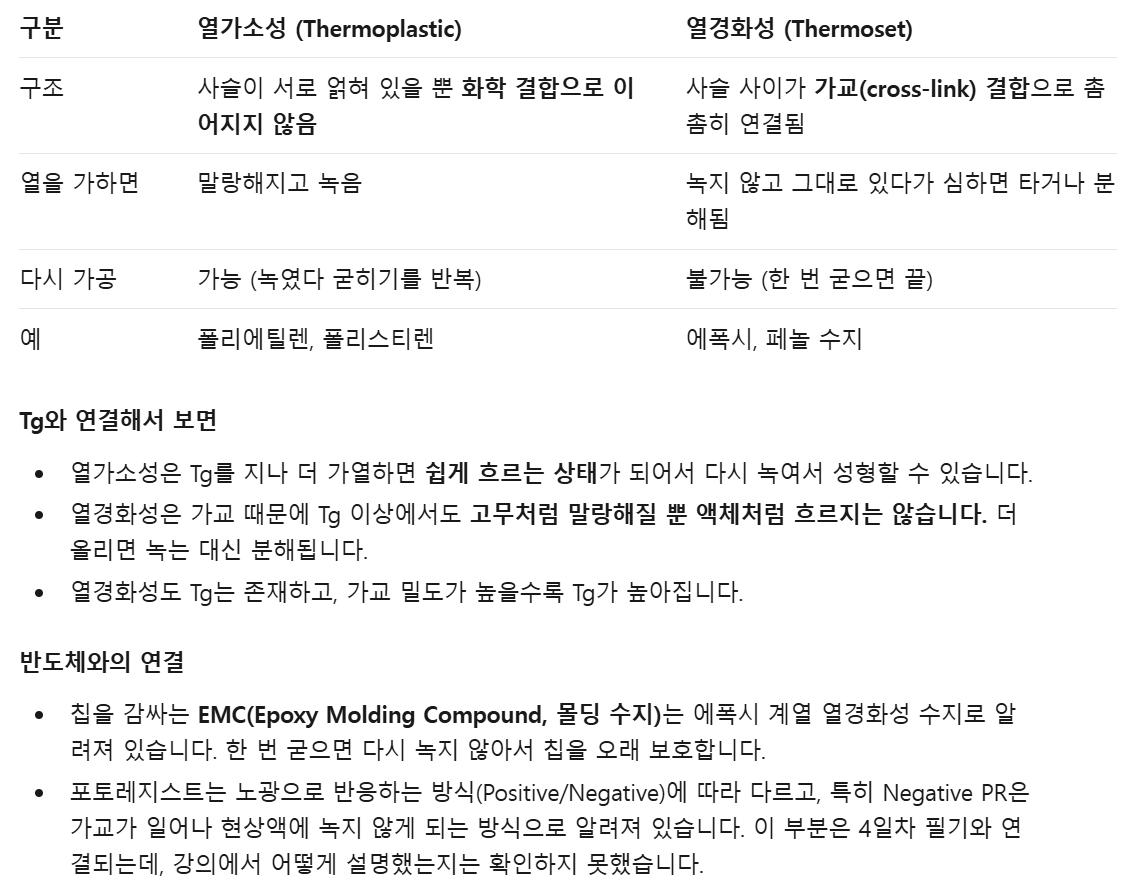 구분 열가소성 (Thermoplastic) 열경화성 (Thermoset)
구조 사슬이 서로 얽혀 있을 뿐 화학 결합으로 이어지지 않음 사슬 사이가 가교(cross-link) 결합으로 촘촘히 연결됨
열을 가하면 말랑해지고 녹음 녹지 않고 그대로 있다가 심하면 타거나 분해됨
다시 가공 가능 (녹였다 굳히기를 반복) 불가능 (한 번 굳으면 끝)
예 폴리에틸렌, 폴리스티렌 에폭시, 페놀 수지
Tg와 연결해서 보면
• 열가소성은 Tg를 지나 더 가열하면 쉽게 흐르는 상태가 되어서 다시 녹여서 성형할 수 있습니다.
• 열경화성은 가교 때문에 Tg 이상에서도 고무처럼 말랑해질 뿐 액체처럼 흐르지는 않습니다. 더
올리면 녹는 대신 분해됩니다.
• 열경화성도 Tg는 존재하고, 가교 밀도가 높을수록 Tg가 높아집니다.
반도체와의 연결
• 칩을 감싸는 EMC(Epoxy Molding Compound, 몰딩 수지)는 에폭시 계열 열경화성 수지로 알
려져 있습니다. 한 번 굳으면 다시 녹지 않아서 칩을 오래 보호합니다.
• 포토레지스트는 노광으로 반응하는 방식(Positive/Negative)에 따라 다르고, 특히 Negative PR은
가교가 일어나 현상액에 녹지 않게 되는 방식으로 알려져 있습니다. 이 부분은 4일차 필기와 연
결되는데, 강의에서 어떻게 설명했는지는 확인하지 못했습니다.